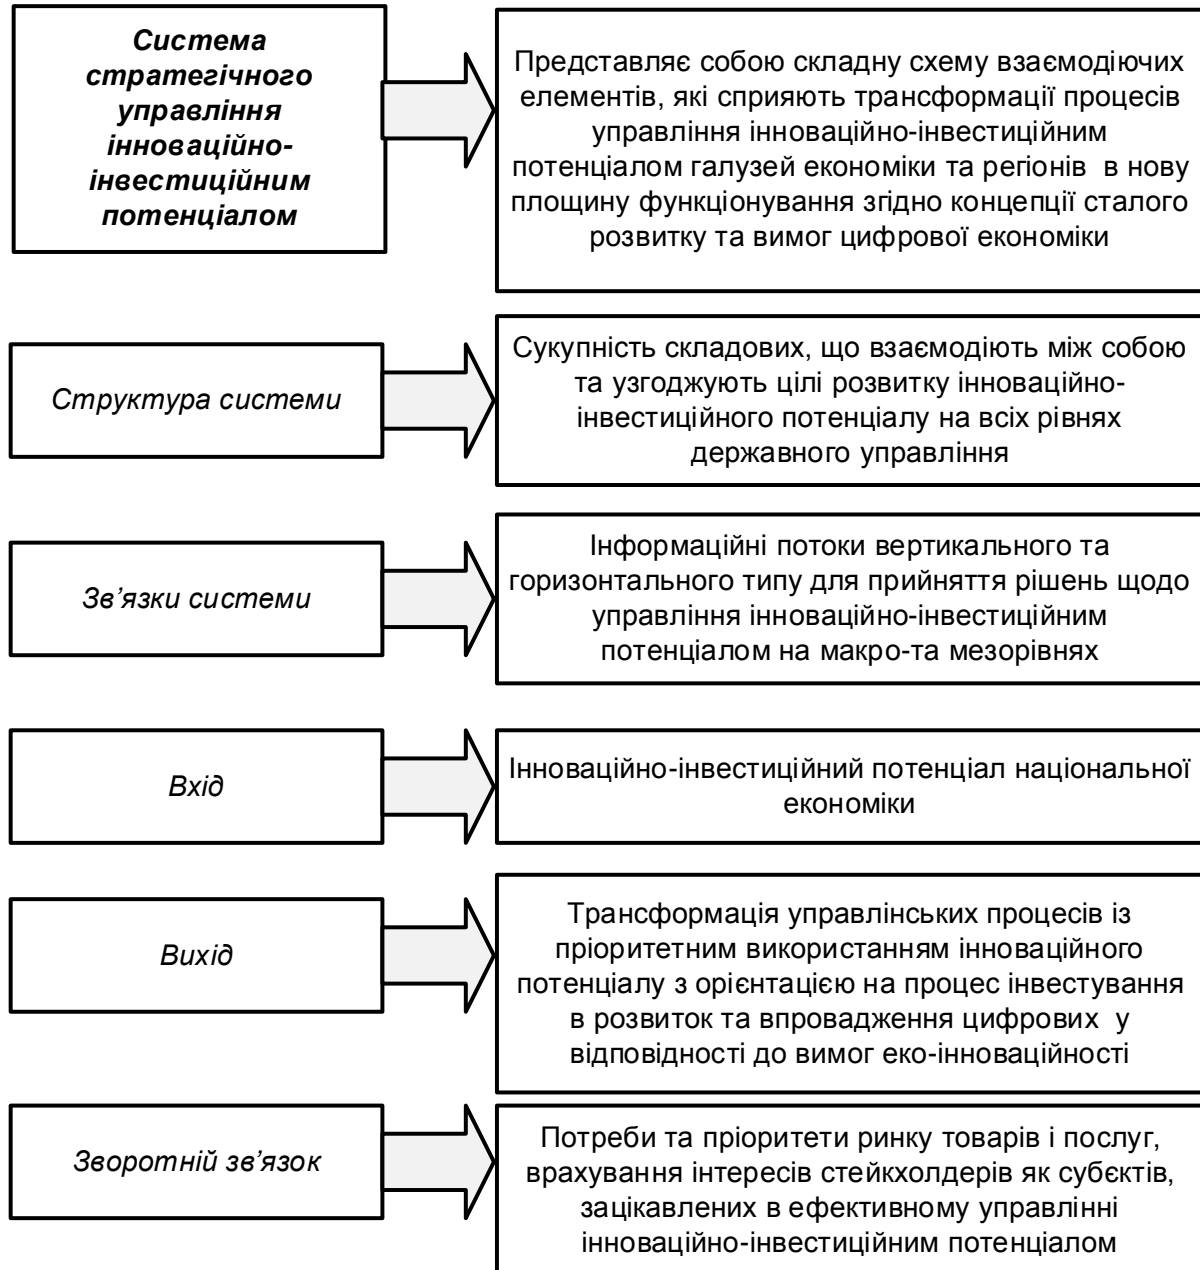 Система
стратегічного
управління
інноваційно-
інвестиційним
потенціалом
Представляє собою складну схему взаємодіючих
елементів, які сприяють трансформації процесів
управління інноваційно-інвестиційним
потенціалом галузей економіки та регіонів в нову
площину функціонування згідно концепції сталого
розвитку та вимог цифрової економіки
Структура системи
Сукупність складових, що взаємодіють між собою
та узгоджують цілі розвитку інноваційно-
інвестиційного потенціалу на всіх рівнях
державного управління
Зв’язки системи
Інформаційні потоки вертикального та
горизонтального типу для прийняття рішень щодо
управління інноваційно-інвестиційним
потенціалом на макро-та мезорівнях
Вхід
Інноваційно-інвестиційний потенціал національної
економіки
Вихід
Трансформація управлінських процесів із
пріоритетним використанням інноваційного
потенціалу з орієнтацією на процес інвестування
в розвиток та впровадження цифрових у
відповідності до вимог еко-інноваційності
Зворотній зв’язок
Потреби та пріоритети ринку товарів і послуг,
врахування інтересів стейкхолдерів як субєктів,
зацікавлених в ефективному управлінні
інноваційно-інвестиційним потенціалом